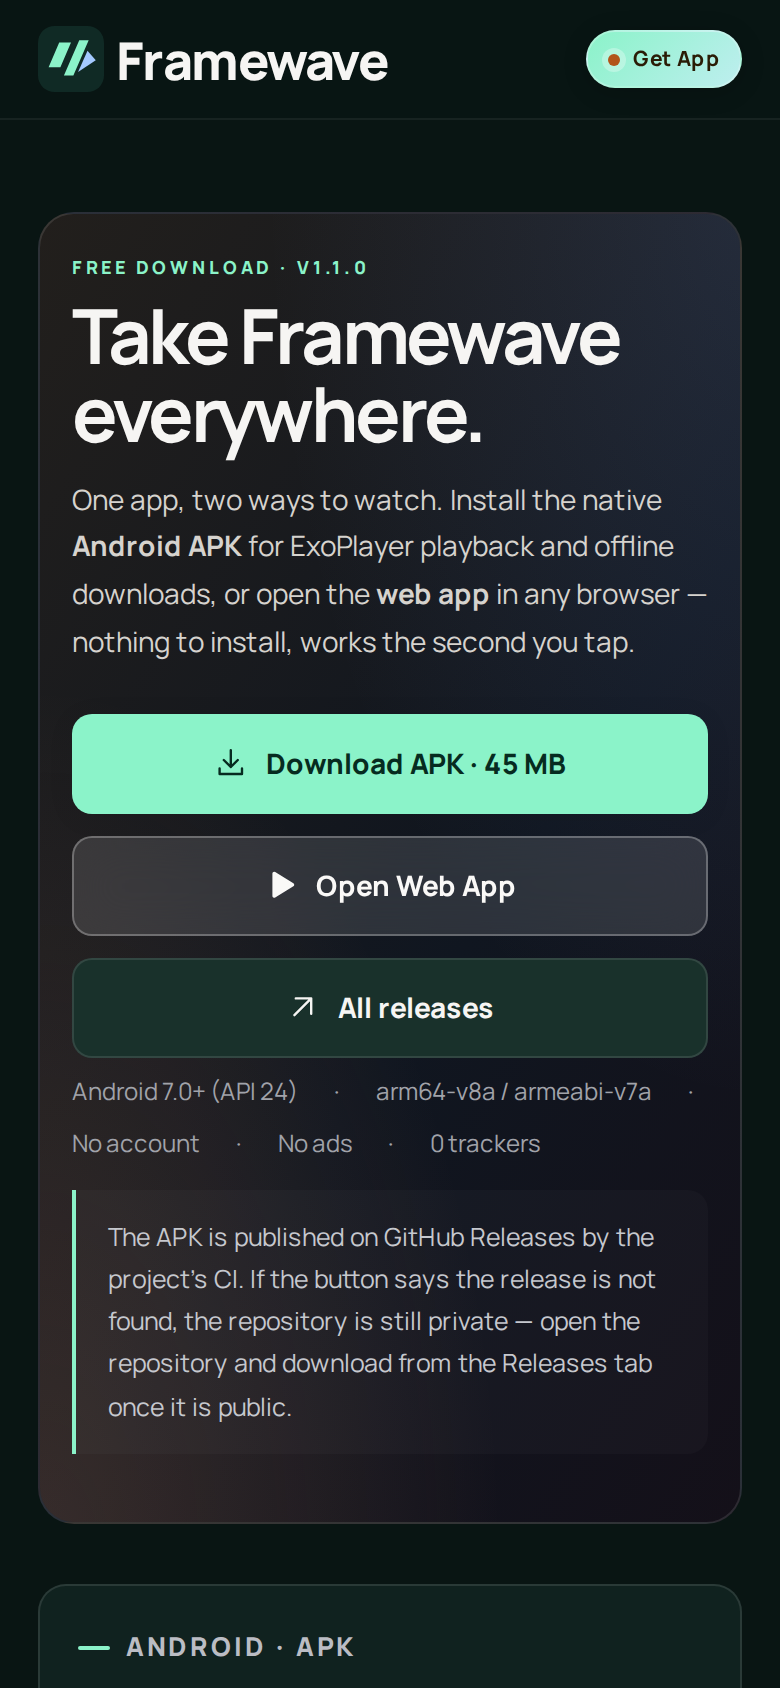 Framewave
Get App
FREE DOWNLOAD · V1.1.0
Take Framewave
everywhere.
One app, two ways to watch. Install the native
Android APK for ExoPlayer playback and offline
downloads, or open the web app in any browser —
nothing to install, works the second you tap.
Download APK · 45 MB
Open Web App
All releases
Android 7.0+ (API 24) · arm64-v8a / armeabi-v7a ·
No account · No ads · 0 trackers
The APK is published on GitHub Releases by the
project’s CI. If the button says the release is not
found, the repository is still private — open the
repository and download from the Releases tab
once it is public.
ANDROID · APK